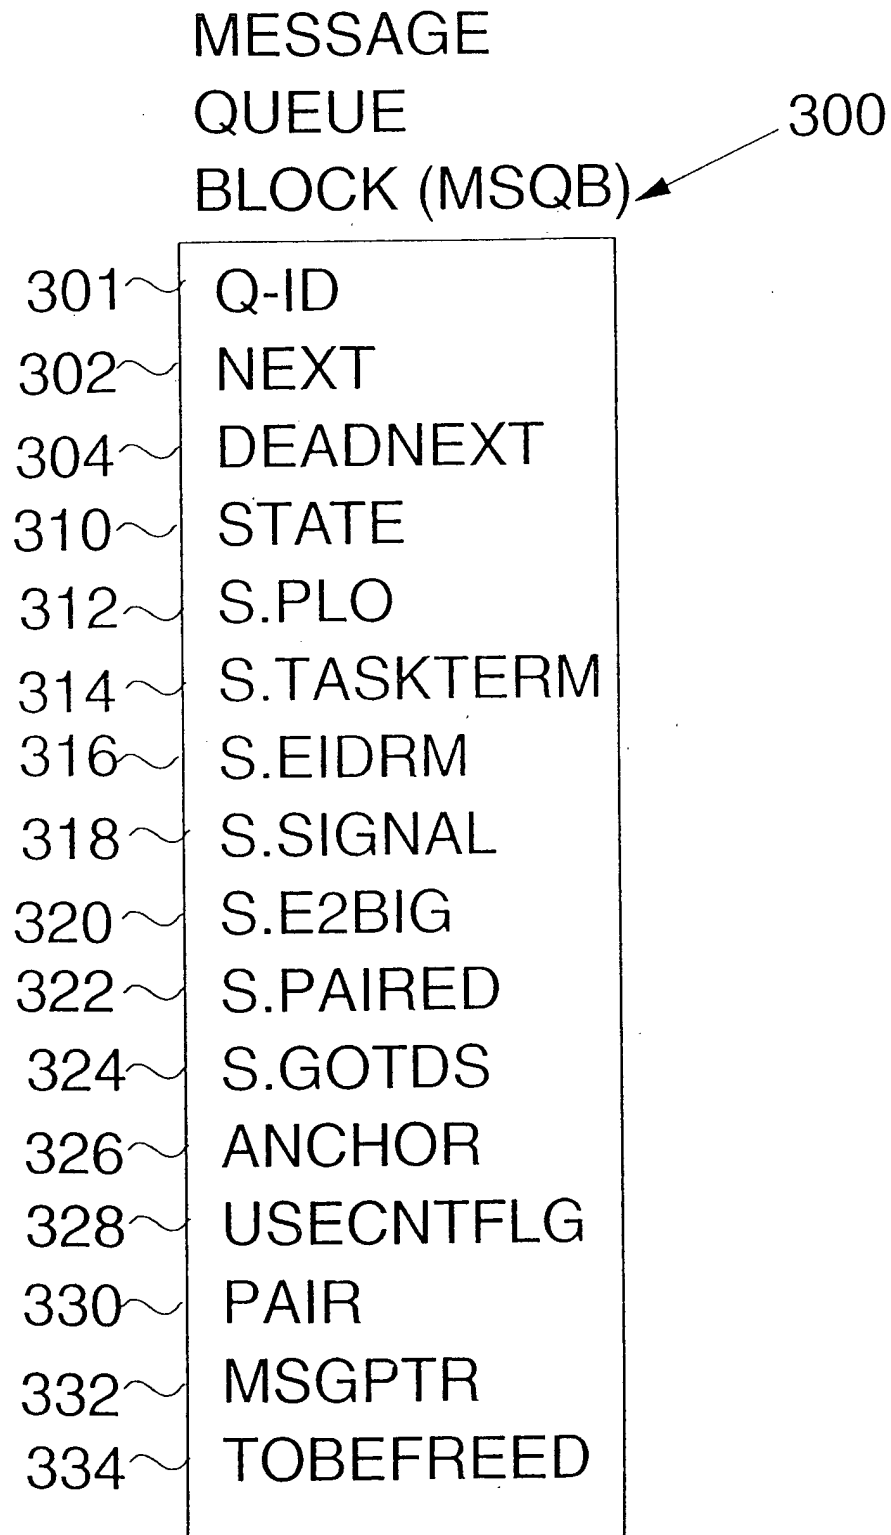 MESSAGE
QUEUE
300
BLOCK (MSQB)
301 Q-ID
302 NEXT
304 DEADNEXT
310 STATE
312 S.PLO
314 S.TASKTERM
316 S.EIDRM
318 S.SIGNAL
320 S.E2BIG
322 S.PAIRED
324 S.GOTDS
326 ANCHOR
328 USECNTFLG
330 PAIR
332 MSGPTR
334 TOBEFREED